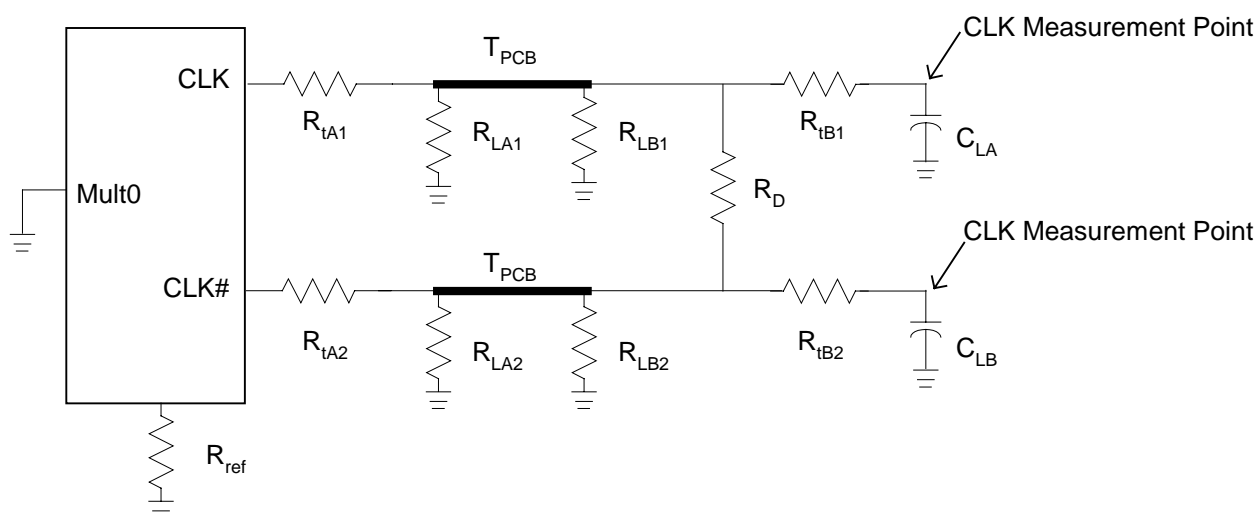 CLK Measurement Point
T_PCB
CLK
R_tA1
R_LA1
R_LB1
R_tB1
C_LA
Mult0
R_D
CLK Measurement Point
T_PCB
CLK#
R_tA2
R_LA2
R_LB2
R_tB2
C_LB
R_ref